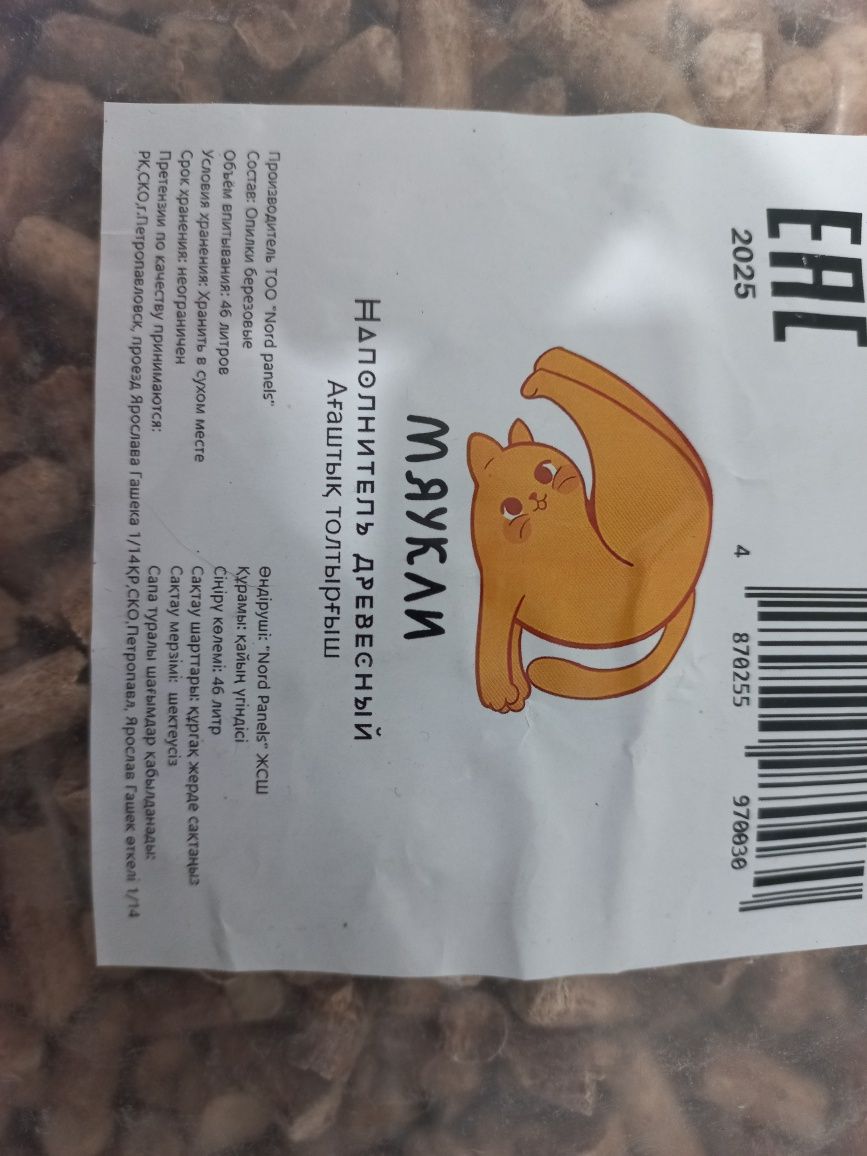 ЕАС
2025
4 870255 970030
МЯУКЛИ
НАПОЛНИТЕЛЬ ДРЕВЕСНЫЙ
Ағаштық толтырғыш
Производитель ТОО "Nord panels"
Состав: Опилки березовые
Объём впитывания: 46 литров
Условия хранения: Хранить в сухом месте
Срок хранения: неограничен
Претензии по качеству принимаются:
РК,СКО,г.Петропавловск, проезд Ярослава Гашека 1/14
Өндіруші: "Nord Panels" ЖСШ
Құрамы: қайың үгіндісі
Сіңіру көлемі: 46 литр
Сақтау шарттары: құрғақ жерде сақтаңыз
Сақтау мерзімі: шектеусіз
Сапа туралы шағымдар қабылданады:
ҚР,СКО,Петропавл, Ярослав Гашек өткелі 1/14